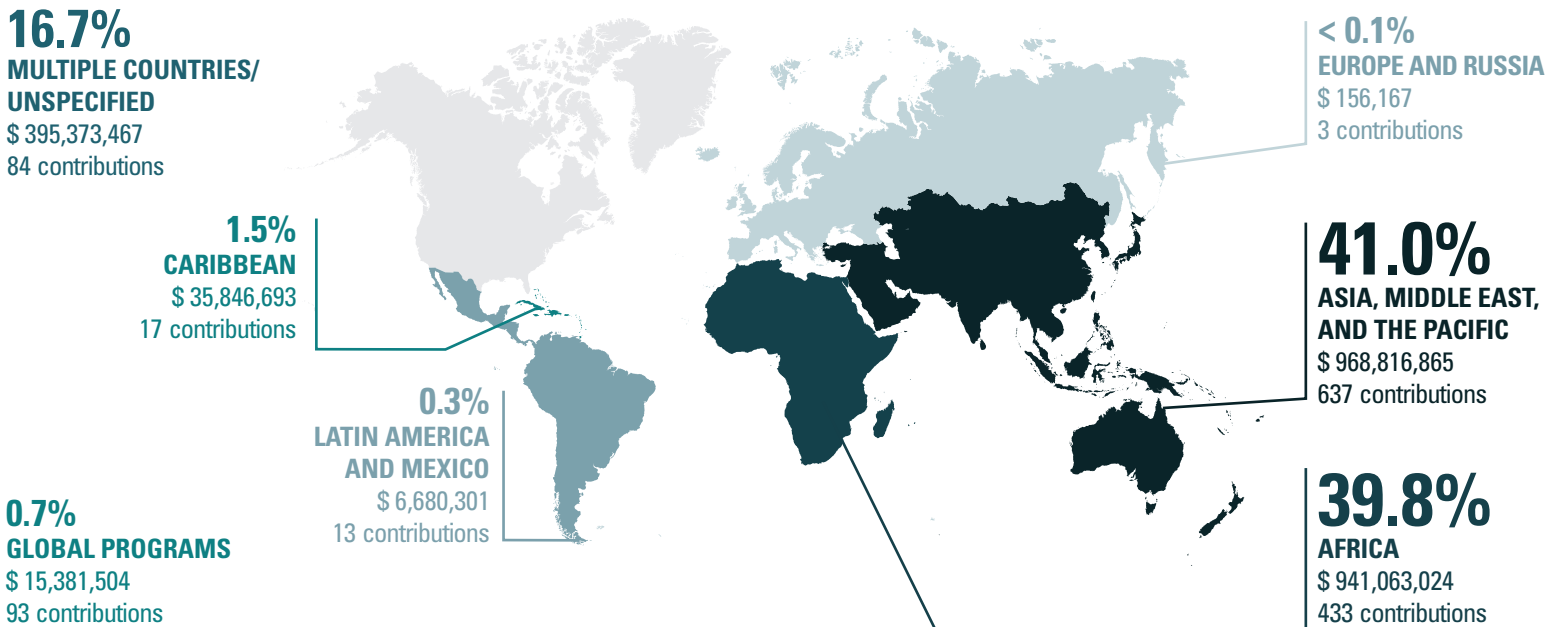 16.7%
MULTIPLE COUNTRIES/
UNSPECIFIED
$ 395,373,467
84 contributions
1.5%
CARIBBEAN
$ 35,846,693
17 contributions
0.3%
LATIN AMERICA
AND MEXICO
$ 6,680,301
13 contributions
0.7%
GLOBAL PROGRAMS
$ 15,381,504
93 contributions
< 0.1%
EUROPE AND RUSSIA
$ 156,167
3 contributions
41.0%
ASIA, MIDDLE EAST,
AND THE PACIFIC
$ 968,816,865
637 contributions
39.8%
AFRICA
$ 941,063,024
433 contributions